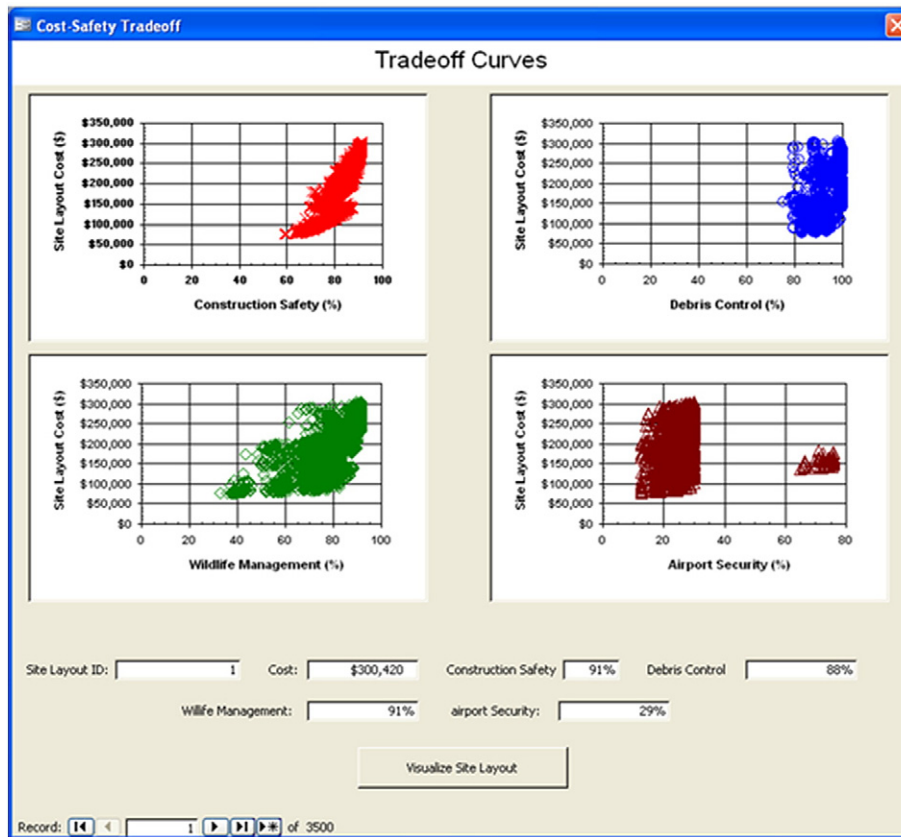 Cost-Safety Tradeoff
Tradeoff Curves
Site Layout Cost ($)
$350,000
$300,000
$250,000
$200,000
$150,000
$100,000
$50,000
$0
0 20 40 60 80 100
Construction Safety (%)
Site Layout Cost ($)
$350,000
$300,000
$250,000
$200,000
$150,000
$100,000
$50,000
$0
0 20 40 60 80 100
Debris Control (%)
Site Layout Cost ($)
$350,000
$300,000
$250,000
$200,000
$150,000
$100,000
$50,000
$0
0 20 40 60 80 100
Wildlife Management (%)
Site Layout Cost ($)
$350,000
$300,000
$250,000
$200,000
$150,000
$100,000
$50,000
$0
0 20 40 60 80
Airport Security (%)
Site Layout ID: 1 Cost: $300,420 Construction Safety 91% Debris Control 88%
Willife Management: 91% airport Security: 29%
Visualize Site Layout
Record: 1 of 3500